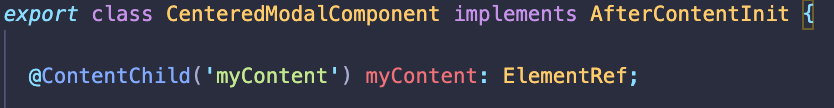 export class CenteredModalComponent implements AfterContentInit {
@ContentChild('myContent') myContent: ElementRef;